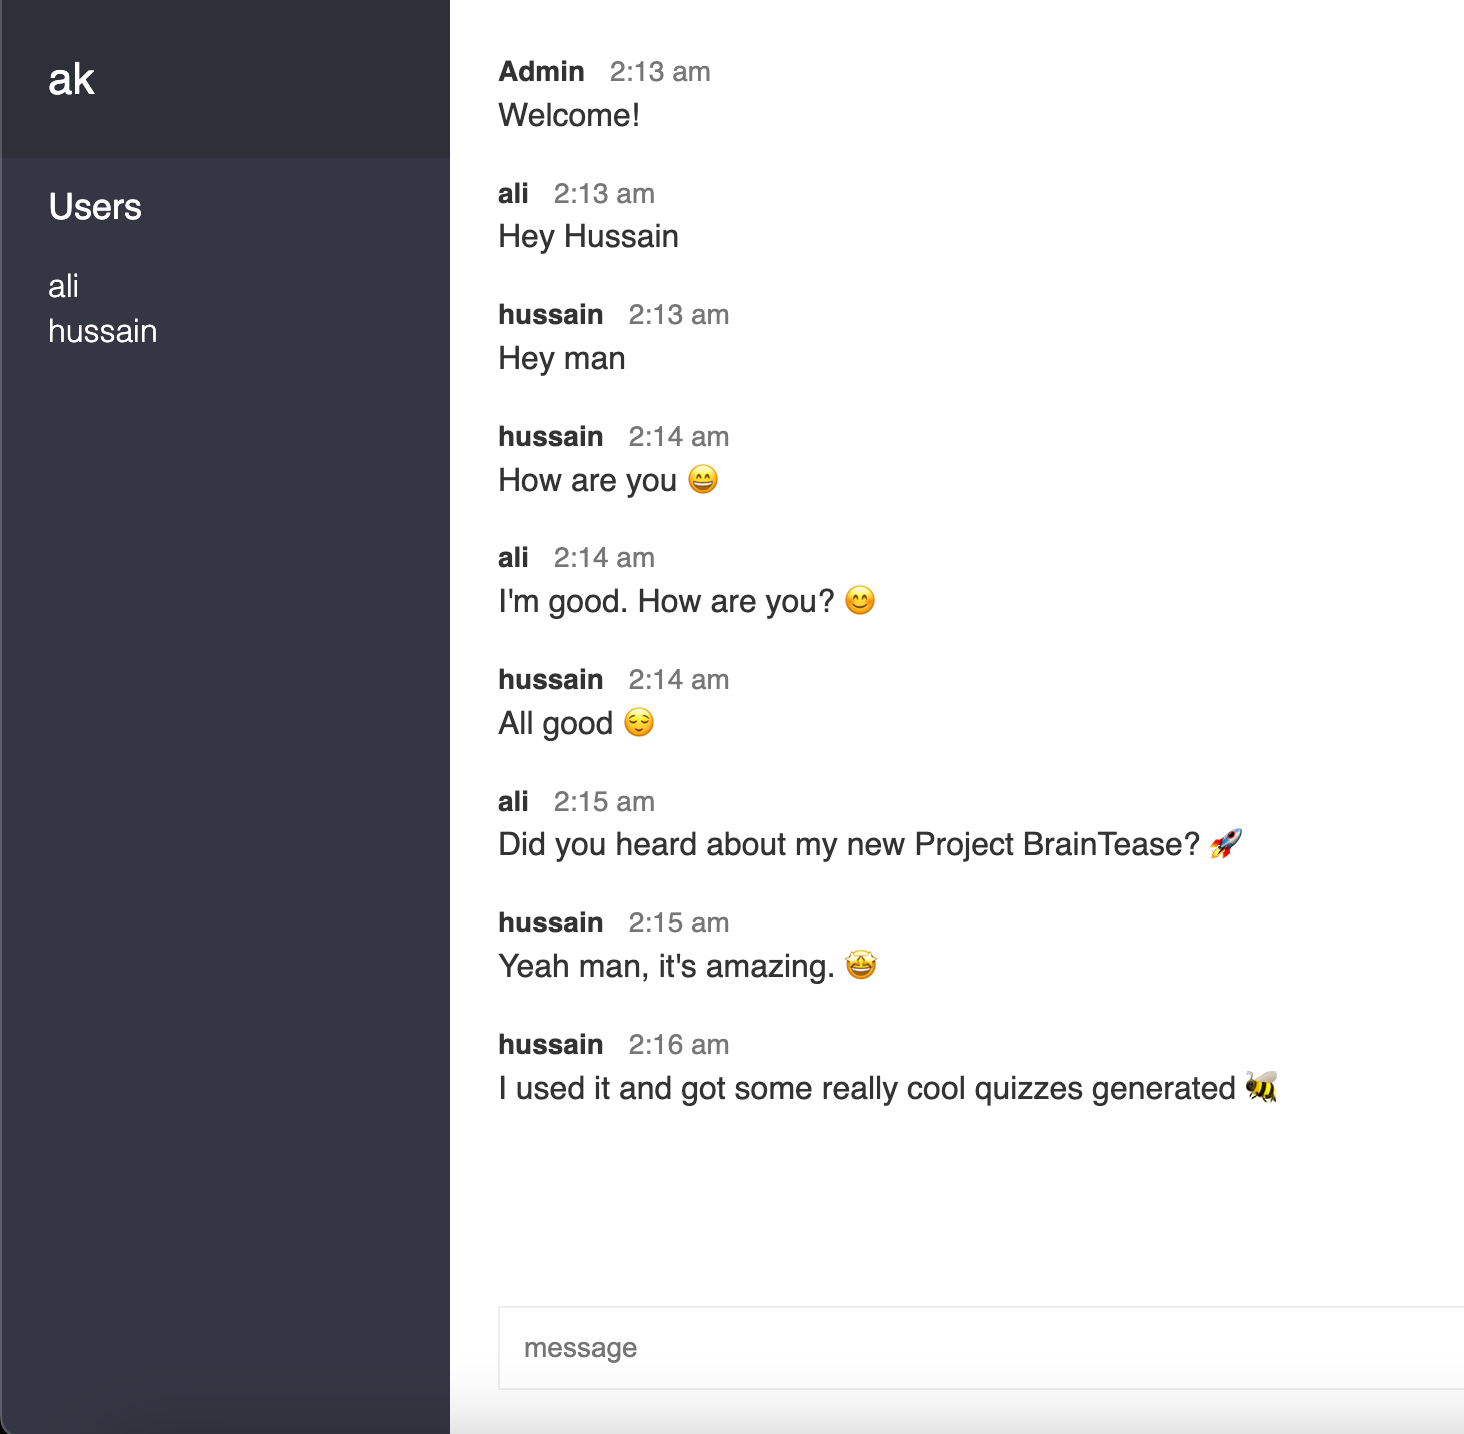 ak
Users
ali
hussain
Admin 2:13 am
Welcome!
ali 2:13 am
Hey Hussain
hussain 2:13 am
Hey man
hussain 2:14 am
How are you 😄
ali 2:14 am
I'm good. How are you? 😊
hussain 2:14 am
All good 😌
ali 2:15 am
Did you heard about my new Project BrainTease? 🚀
hussain 2:15 am
Yeah man, it's amazing. 🤩
hussain 2:16 am
I used it and got some really cool quizzes generated 🐝
message